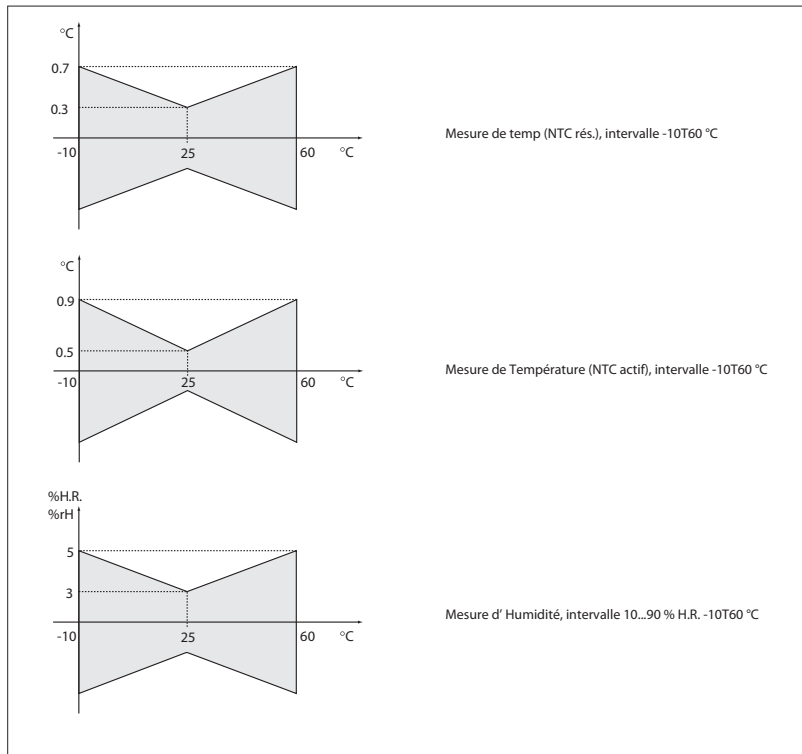 °C
0.7
0.3
-10 25 60 °C
Mesure de temp (NTC rés.), intervalle -10T60 °C
°C
0.9
0.5
-10 25 60 °C
Mesure de Température (NTC actif), intervalle -10T60 °C
%H.R.
%rH
5
3
-10 25 60 °C
Mesure d’ Humidité, intervalle 10...90 % H.R. -10T60 °C